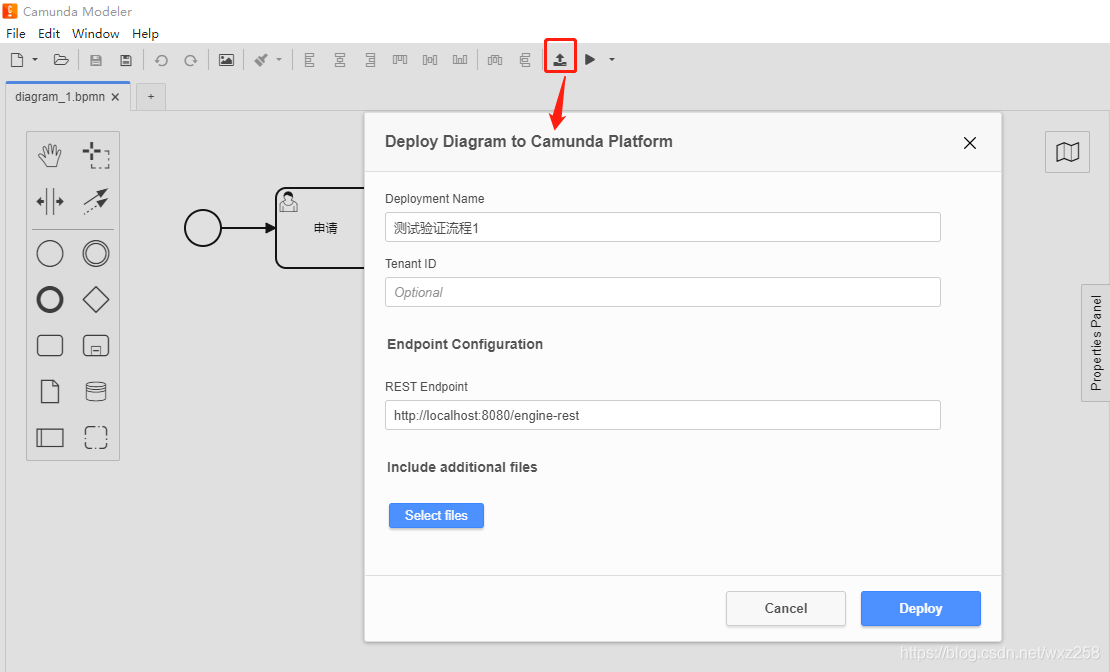 Camunda Modeler
File Edit Window Help
diagram_1.bpmn
Deploy Diagram to Camunda Platform
Deployment Name
申请
测试验证流程1
Tenant ID
Optional
Endpoint Configuration
Properties Panel
REST Endpoint
http://localhost:8080/engine-rest
Include additional files
Select files
Cancel Deploy
https://blog.csdn.net/wxz258